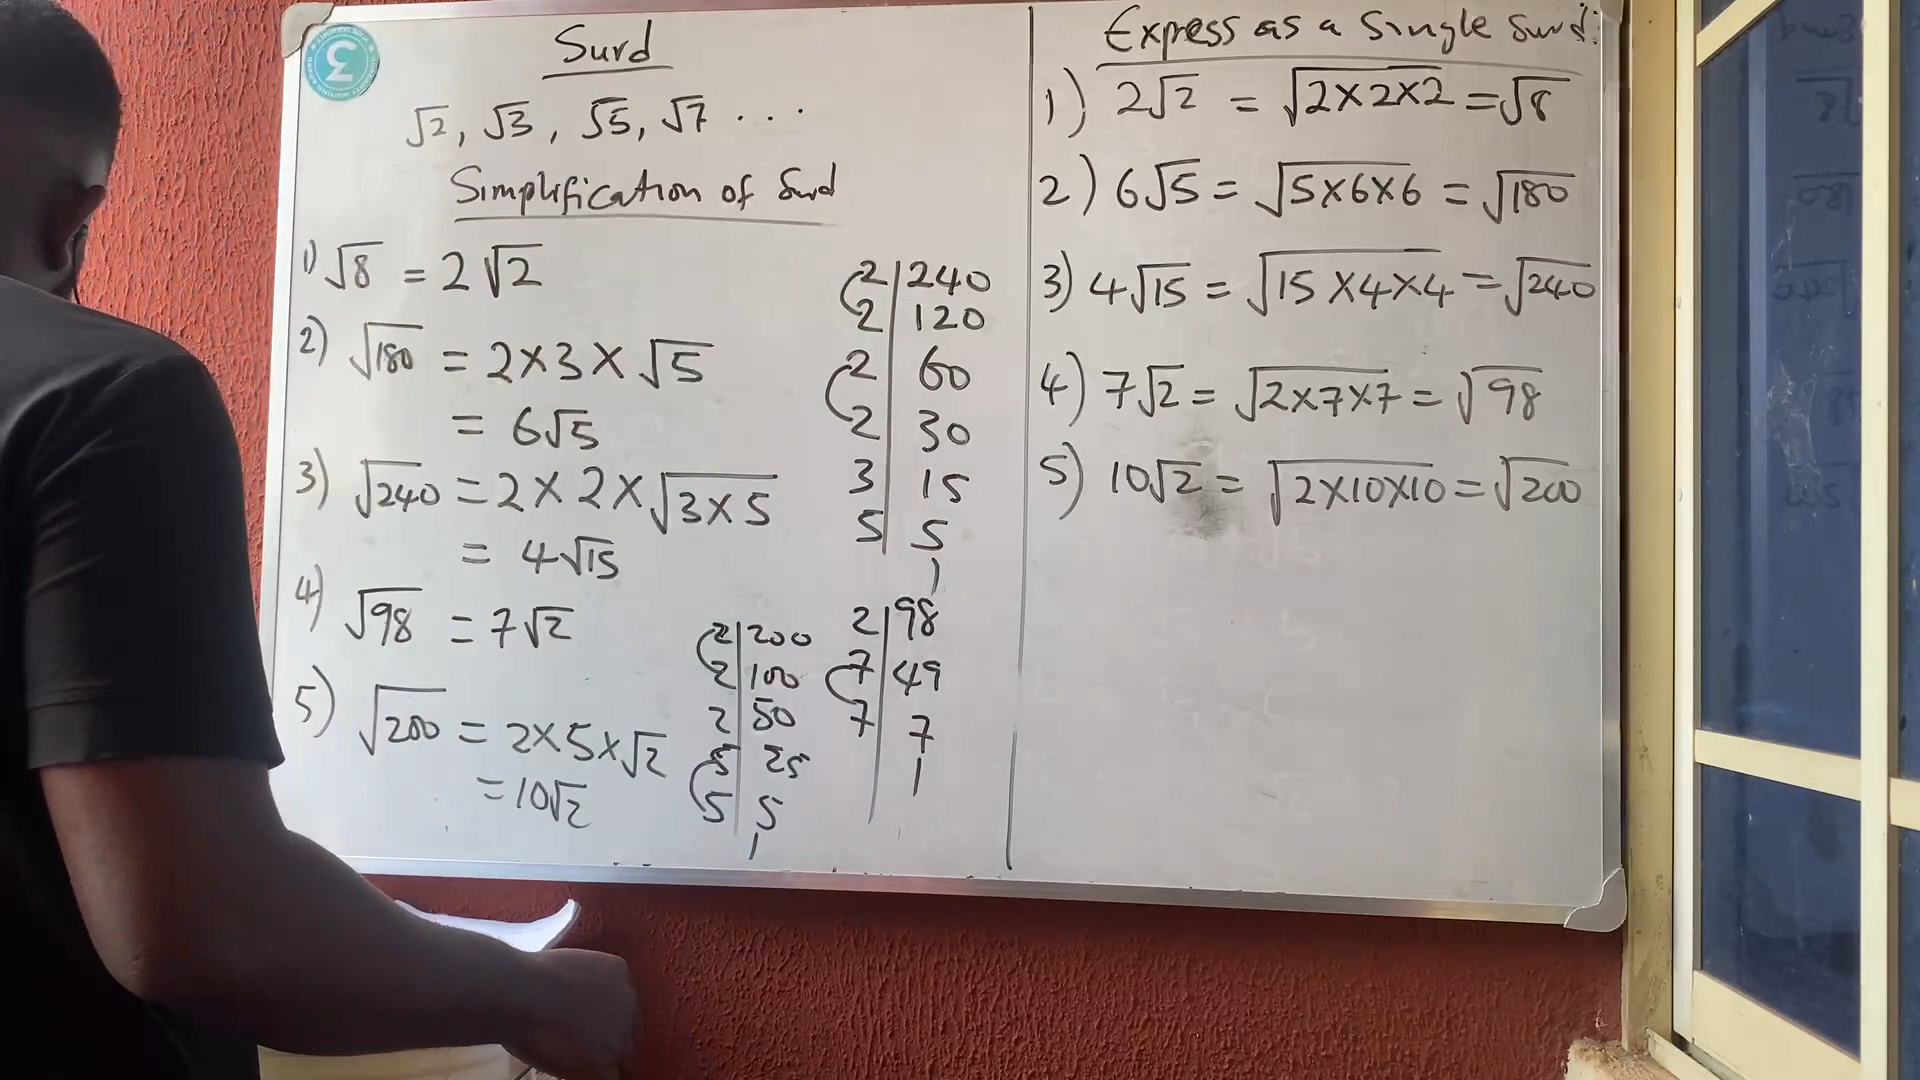 Surd
√2, √3, √5, √7 ...
Simplification of Surd
1) √8 = 2√2
2) √180 = 2×3×√5
= 6√5
3) √240 = 2×2×√3×5
= 4√15
4) √98 = 7√2
5) √200 = 2×5×√2
= 10√2
2|240
2|120
2|60
2|30
3|15
5|5
1
2|200
2|100
2|50
5|25
5|5
1
2|98
7|49
7|7
1
Express as a Single Surd:
1) 2√2 = √2×2×2 = √8
2) 6√5 = √5×6×6 = √180
3) 4√15 = √15×4×4 = √240
4) 7√2 = √2×7×7 = √98
5) 10√2 = √2×10×10 = √200